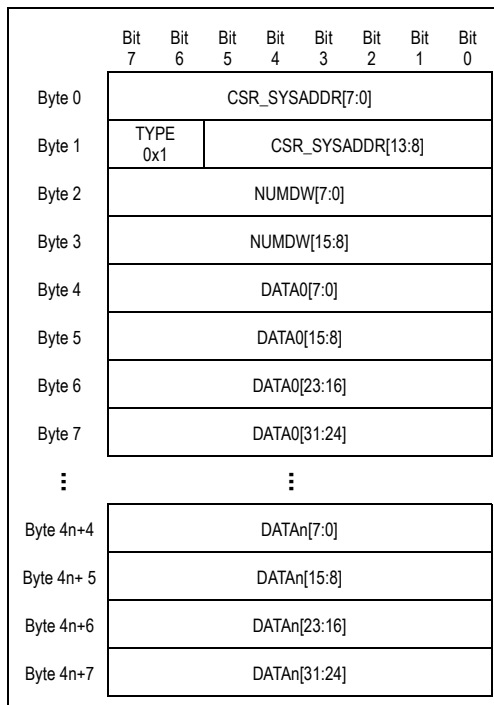 Bit Bit Bit Bit Bit Bit Bit Bit
7 6 5 4 3 2 1 0
Byte 0 CSR_SYSADDR[7:0]
Byte 1 TYPE 0x1 CSR_SYSADDR[13:8]
Byte 2 NUMDW[7:0]
Byte 3 NUMDW[15:8]
Byte 4 DATA0[7:0]
Byte 5 DATA0[15:8]
Byte 6 DATA0[23:16]
Byte 7 DATA0[31:24]
⋮ ⋮
Byte 4n+4 DATAn[7:0]
Byte 4n+ 5 DATAn[15:8]
Byte 4n+6 DATAn[23:16]
Byte 4n+7 DATAn[31:24]